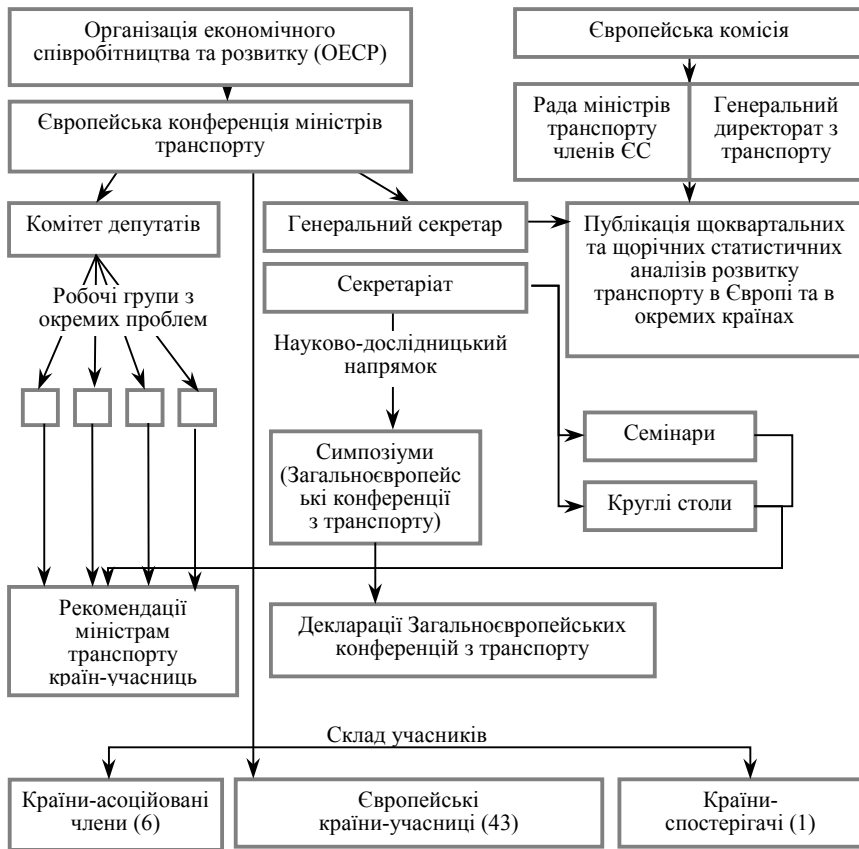 Організація економічного
співробітництва та розвитку (ОЕСР)
Європейська комісія
Європейська конференція міністрів
транспорту
Рада міністрів
транспорту
членів ЄС
Генеральний
директорат з
транспорту
Комітет депутатів
Генеральний секретар
Публікація щоквартальних
та щорічних статистичних
аналізів розвитку
транспорту в Європі та в
окремих країнах
Секретаріат
Робочі групи з
окремих проблем
Науково-дослідницький
напрямок
Симпозіуми
(Загальноєвропейс
ькі конференції
з транспорту)
Семінари
Круглі столи
Рекомендації
міністрам
транспорту
країн-учасниць
Декларації Загальноєвропейських
конференцій з транспорту
Склад учасників
Країни-асоційовані
члени (6)
Європейські
країни-учасниці (43)
Країни-
спостерігачі (1)